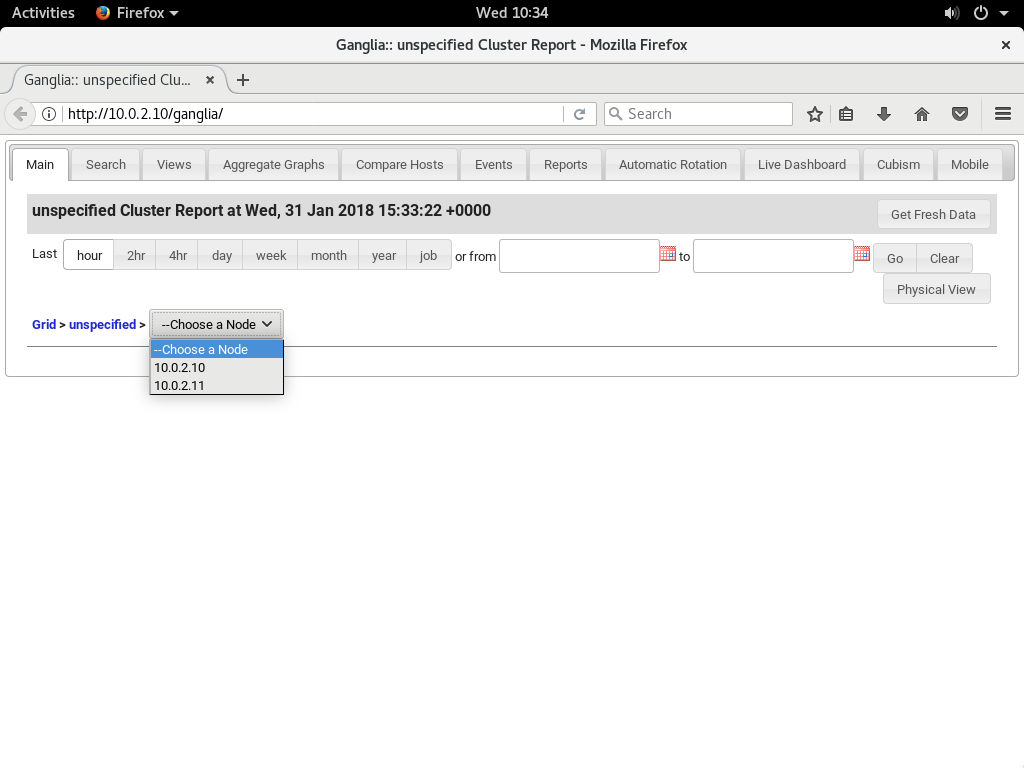 Activities Firefox Wed 10:34
Ganglia:: unspecified Cluster Report - Mozilla Firefox
Ganglia:: unspecified Clu...
http://10.0.2.10/ganglia/ Search
Main Search Views Aggregate Graphs Compare Hosts Events Reports Automatic Rotation Live Dashboard Cubism Mobile
unspecified Cluster Report at Wed, 31 Jan 2018 15:33:22 +0000 Get Fresh Data
Last hour 2hr 4hr day week month year job or from to Go Clear
Physical View
Grid > unspecified > --Choose a Node
--Choose a Node
10.0.2.10
10.0.2.11